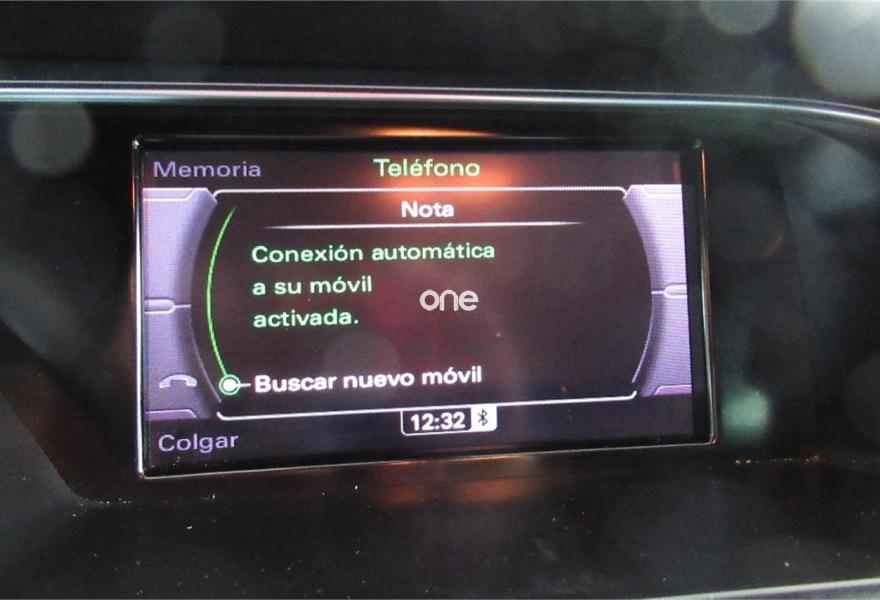 Memoria
Teléfono
Nota
Conexión automática
a su móvil
activada.
one
Buscar nuevo móvil
12:32
Colgar